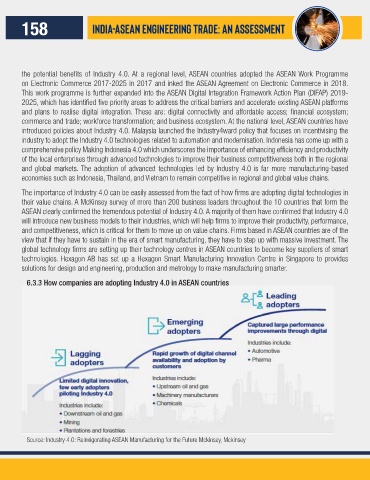 158
INDIA-ASEAN ENGINEERING TRADE: AN ASSESSMENT
the potential benefits of Industry 4.0. At a regional level, ASEAN countries adopted the ASEAN Work Programme
on Electronic Commerce 2017-2025 in 2017 and inked the ASEAN Agreement on Electronic Commerce in 2018.
This work programme is further expanded into the ASEAN Digital Integration Framework Action Plan (DIFAP) 2019-
2025, which has identified five priority areas to address the critical barriers and accelerate existing ASEAN platforms
and plans to realise digital integration. These are: digital connectivity and affordable access; financial ecosystem;
commerce and trade; workforce transformation; and business ecosystem. At the national level, ASEAN countries have
introduced policies about Industry 4.0. Malaysia launched the Industry4ward policy that focuses on incentivising the
industry to adopt the Industry 4.0 technologies related to automation and modernisation. Indonesia has come up with a
comprehensive policy Making Indonesia 4.0 which underscores the importance of enhancing efficiency and productivity
of the local enterprises through advanced technologies to improve their business competitiveness both in the regional
and global markets. The adoption of advanced technologies led by Industry 4.0 is far more manufacturing-based
economies such as Indonesia, Thailand, and Vietnam to remain competitive in regional and global value chains.
The importance of Industry 4.0 can be easily assessed from the fact of how firms are adopting digital technologies in
their value chains. A McKinsey survey of more than 200 business leaders throughout the 10 countries that form the
ASEAN clearly confirmed the tremendous potential of Industry 4.0. A majority of them have confirmed that Industry 4.0
will introduce new business models to their industries, which will help firms to improve their productivity, performance,
and competitiveness, which is critical for them to move up on value chains. Firms based in ASEAN countries are of the
view that if they have to sustain in the era of smart manufacturing, they have to step up with massive investment. The
global technology firms are setting up their technology centres in ASEAN countries to become key suppliers of smart
technologies. Hexagon AB has set up a Hexagon Smart Manufacturing Innovation Centre in Singapore to provides
solutions for design and engineering, production and metrology to make manufacturing smarter.
6.3.3 How companies are adopting Industry 4.0 in ASEAN countries
Leading
adopters
Captured large performance
improvements through digital
Industries include:
• Automotive
• Pharma
Emerging
adopters
Rapid growth of digital channel
availability and adoption by
customers
Industries include:
• Upstream oil and gas
• Machinery manufacturers
• Chemicals
Lagging
adopters
Limited digital innovation,
few early adopters
piloting Industry 4.0
Industries include:
• Downstream oil and gas
• Mining
• Plantations and forestries
Source: Industry 4.0: Reinvigorating ASEAN Manufacturing for the Future McKinsey, Mckinsey